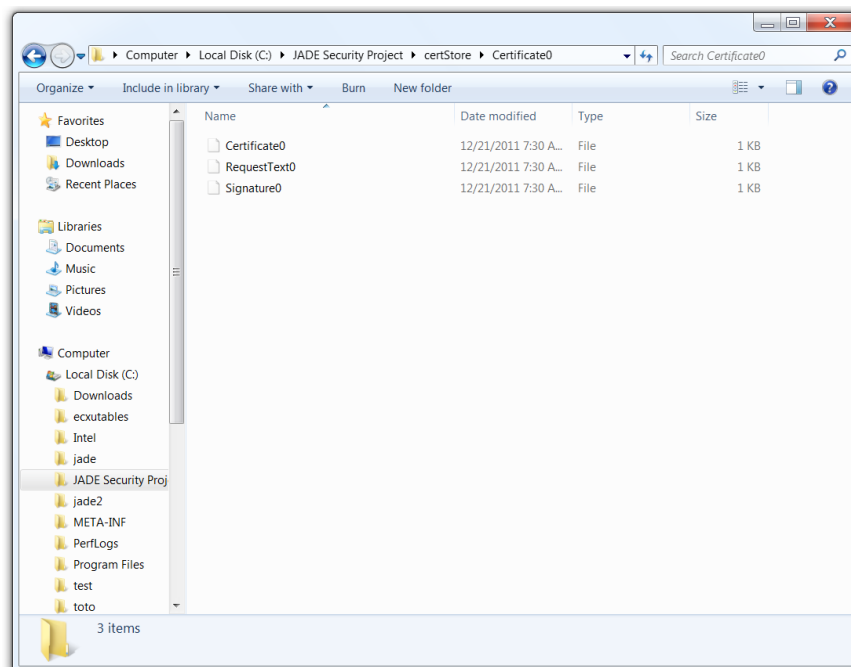 Computer Local Disk (C:) JADE Security Project certStore Certificate0 Search Certificate0
Organize Include in library Share with Burn New folder
Favorites
Desktop
Downloads
Recent Places
Libraries
Documents
Music
Pictures
Videos
Computer
Local Disk (C:)
Downloads
ecxutables
Intel
jade
JADE Security Proj
jade2
META-INF
PerfLogs
Program Files
test
toto
Name Date modified Type Size
Certificate0 12/21/2011 7:30 A... File 1 KB
RequestText0 12/21/2011 7:30 A... File 1 KB
Signature0 12/21/2011 7:30 A... File 1 KB
3 items